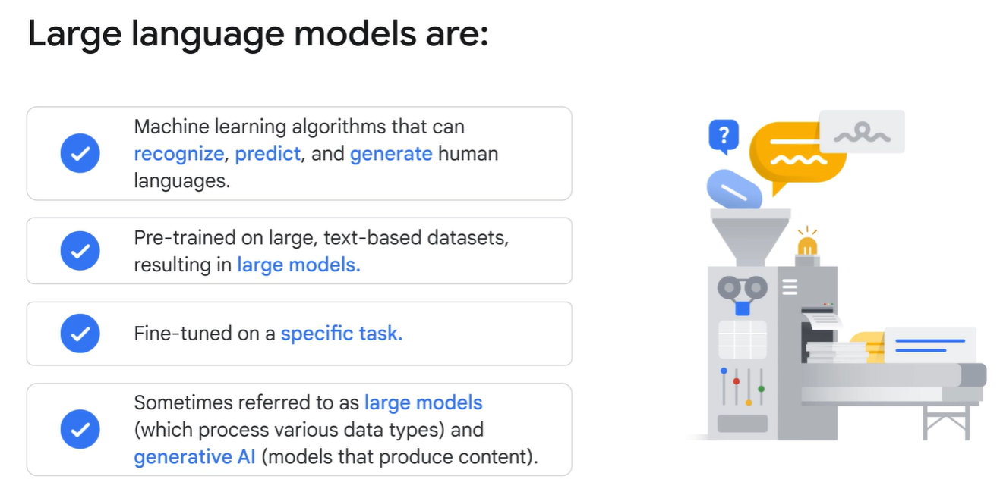 Large language models are:
Machine learning algorithms that can
recognize, predict, and generate human
languages.
Pre-trained on large, text-based datasets,
resulting in large models.
Fine-tuned on a specific task.
Sometimes referred to as large models
(which process various data types) and
generative AI (models that produce content).
?